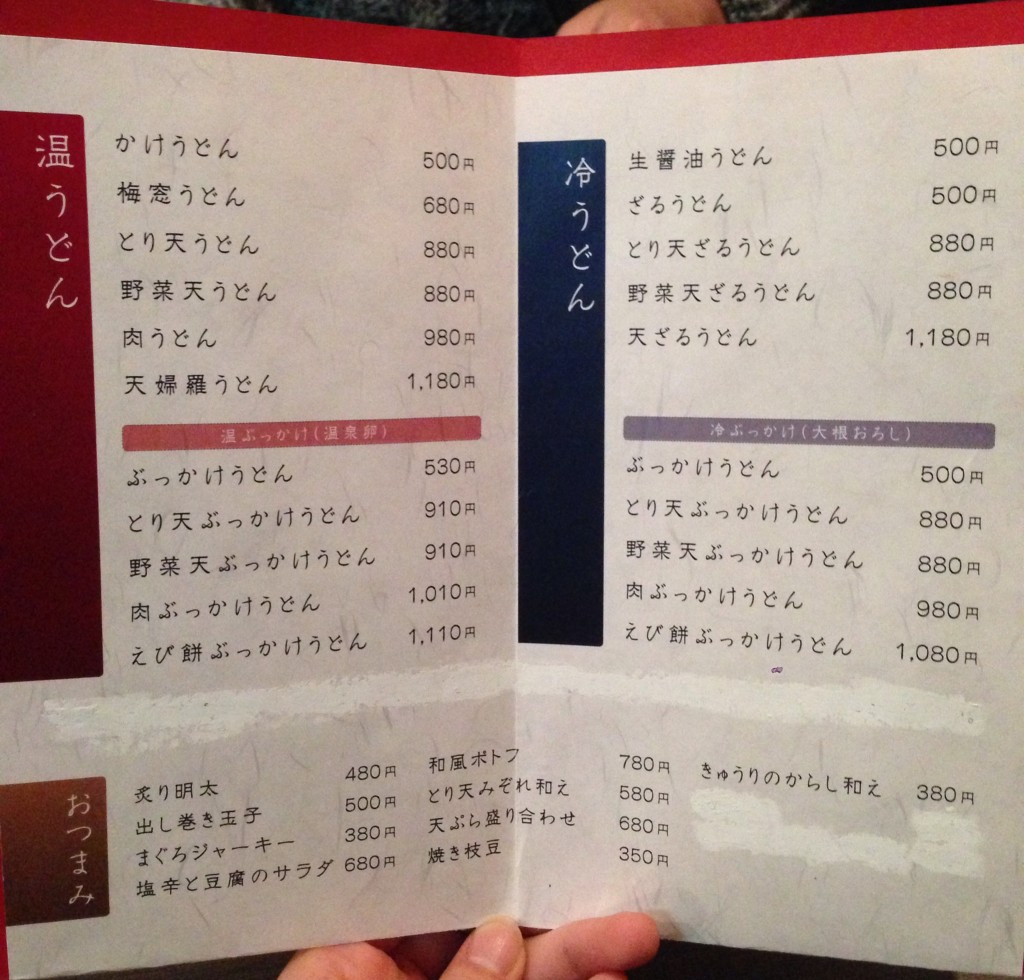 温うどん
かけうどん 500円
梅窓うどん 680円
とり天うどん 880円
野菜天うどん 880円
肉うどん 980円
天婦羅うどん 1,180円
温ぶっかけ(温泉卵)
ぶっかけうどん 530円
とり天ぶっかけうどん 910円
野菜天ぶっかけうどん 910円
肉ぶっかけうどん 1,010円
えび餅ぶっかけうどん 1,110円
冷うどん
生醤油うどん 500円
ざるうどん 500円
とり天ざるうどん 880円
野菜天ざるうどん 880円
天ざるうどん 1,180円
冷ぶっかけ(大根おろし)
ぶっかけうどん 500円
とり天ぶっかけうどん 880円
野菜天ぶっかけうどん 880円
肉ぶっかけうどん 980円
えび餅ぶっかけうどん 1,080円
おつまみ
炙り明太 480円
出し巻き玉子 500円
まぐろジャーキー 380円
塩辛と豆腐のサラダ 680円
和風ポトフ 780円
とり天みぞれ和え 580円
天ぷら盛り合わせ 680円
焼き枝豆 350円
きゅうりのからし和え 380円